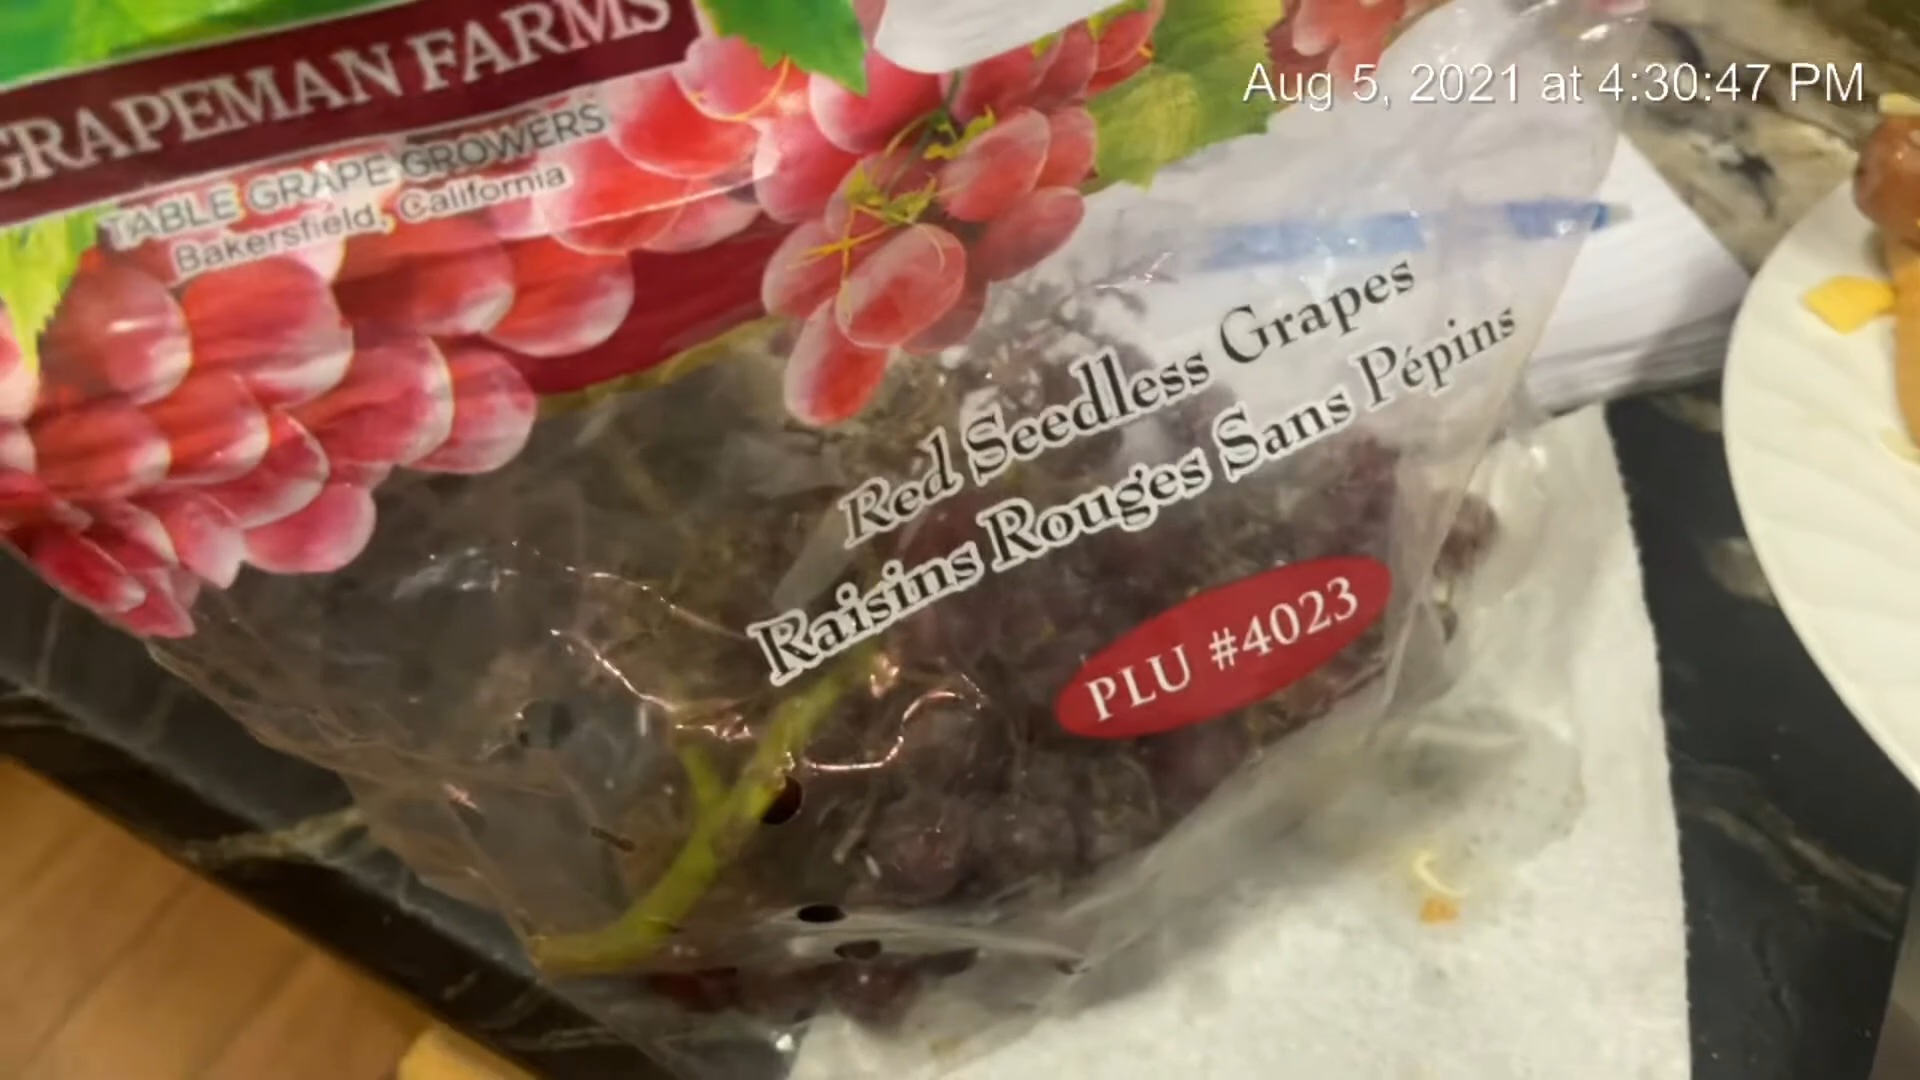 GRAPEMAN FARMS
TABLE GRAPE GROWERS
Bakersfield, California
Aug 5, 2021 at 4:30:47 PM
Red Seedless Grapes
Raisins Rouges Sans Pépins
PLU #4023